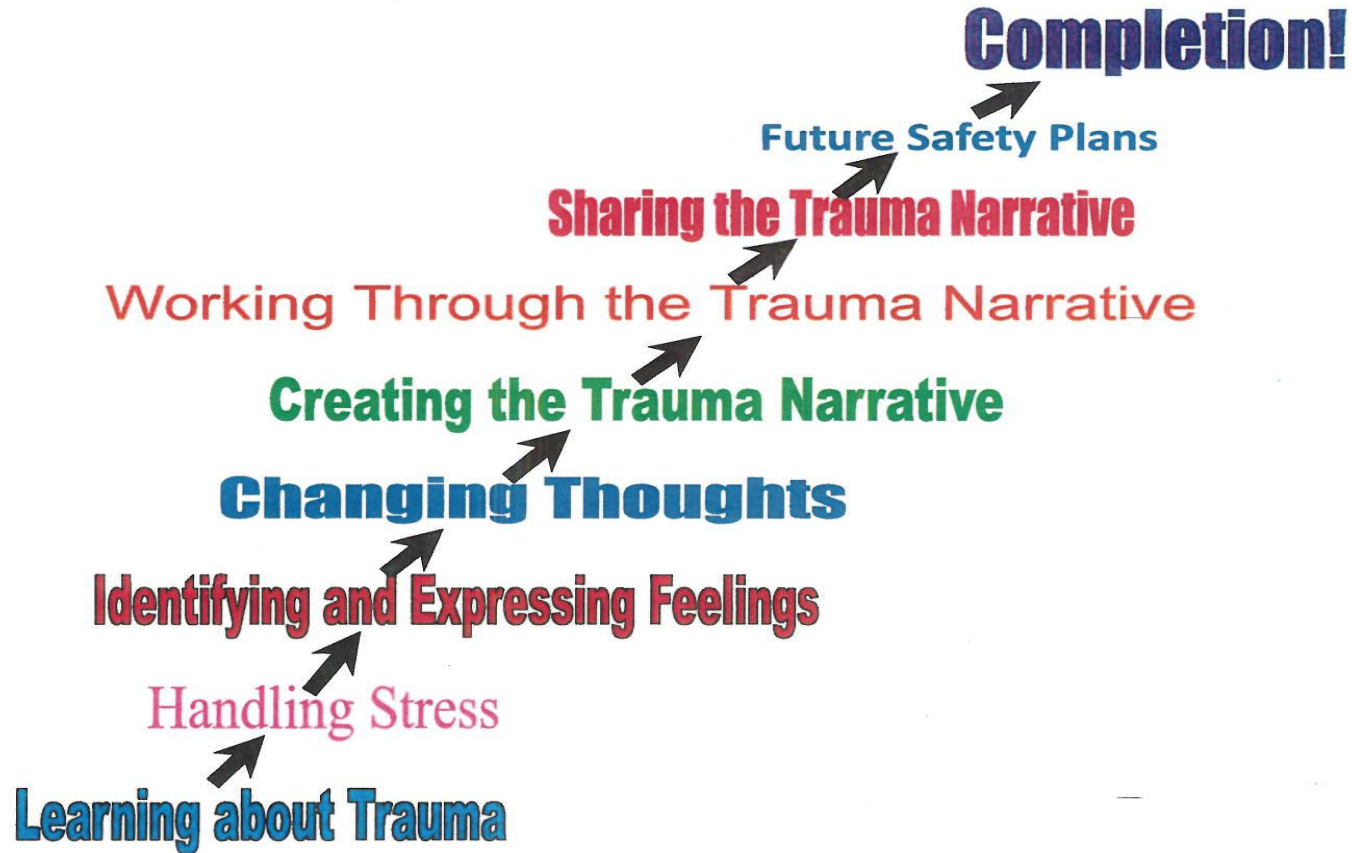 Completion!
Future Safety Plans
Sharing the Trauma Narrative
Working Through the Trauma Narrative
Creating the Trauma Narrative
Changing Thoughts
Identifying and Expressing Feelings
Handling Stress
Learning about Trauma